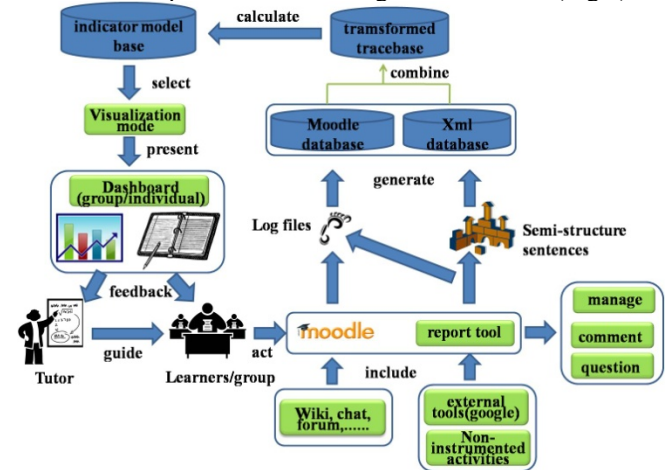 indicator model
base
calculate
tramsformed
tracebase
select
combine
Visualization
mode
Moodle
database
Xml
database
present
generate
Dashboard
(group/individual)
Log files
Semi-structure
sentences
feedback
manage
moodle
report tool
comment
guide
act
question
Tutor
Learners/group
include
Wiki, chat,
forum,......
external
tools(google)
Non-
instrumented
activities